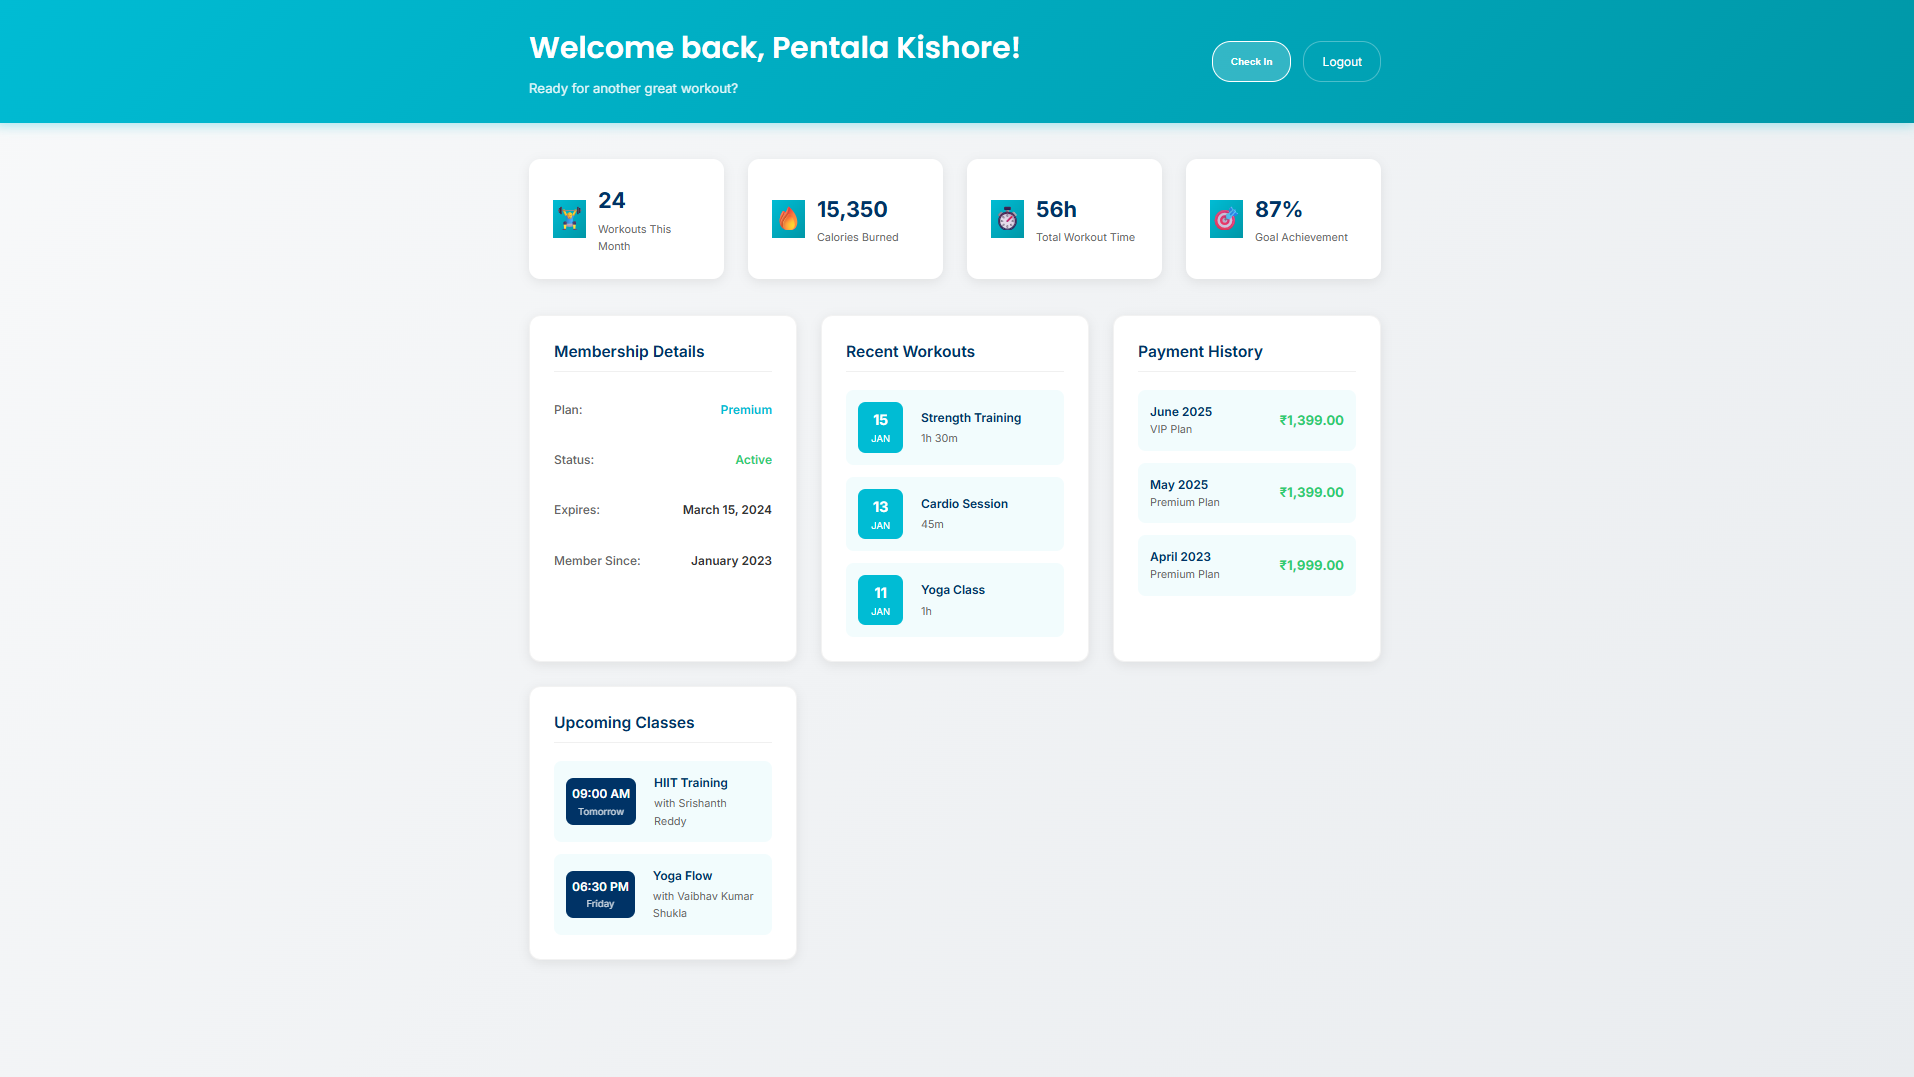 Welcome back, Pentala Kishore!
Ready for another great workout?
Check In
Logout
24
Workouts This
Month
15,350
Calories Burned
56h
Total Workout Time
87%
Goal Achievement
Membership Details
Plan: Premium
Status: Active
Expires: March 15, 2024
Member Since: January 2023
Recent Workouts
15
JAN
Strength Training
1h 30m
13
JAN
Cardio Session
45m
11
JAN
Yoga Class
1h
Payment History
June 2025
VIP Plan
₹1,399.00
May 2025
Premium Plan
₹1,399.00
April 2023
Premium Plan
₹1,999.00
Upcoming Classes
09:00 AM
Tomorrow
HIIT Training
with Srishanth
Reddy
06:30 PM
Friday
Yoga Flow
with Vaibhav Kumar
Shukla